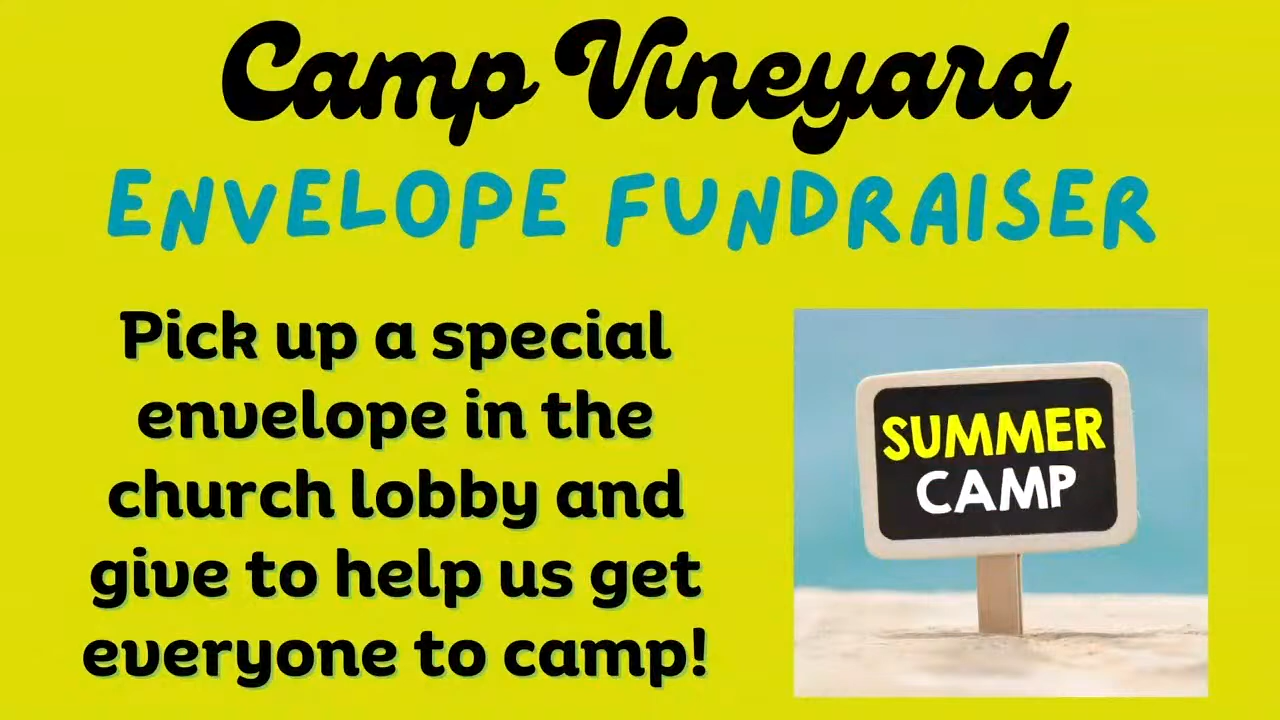 Camp Vineyard
ENVELOPE FUNDRAISER
Pick up a special
envelope in the
church lobby and
give to help us get
everyone to camp!
SUMMER
CAMP